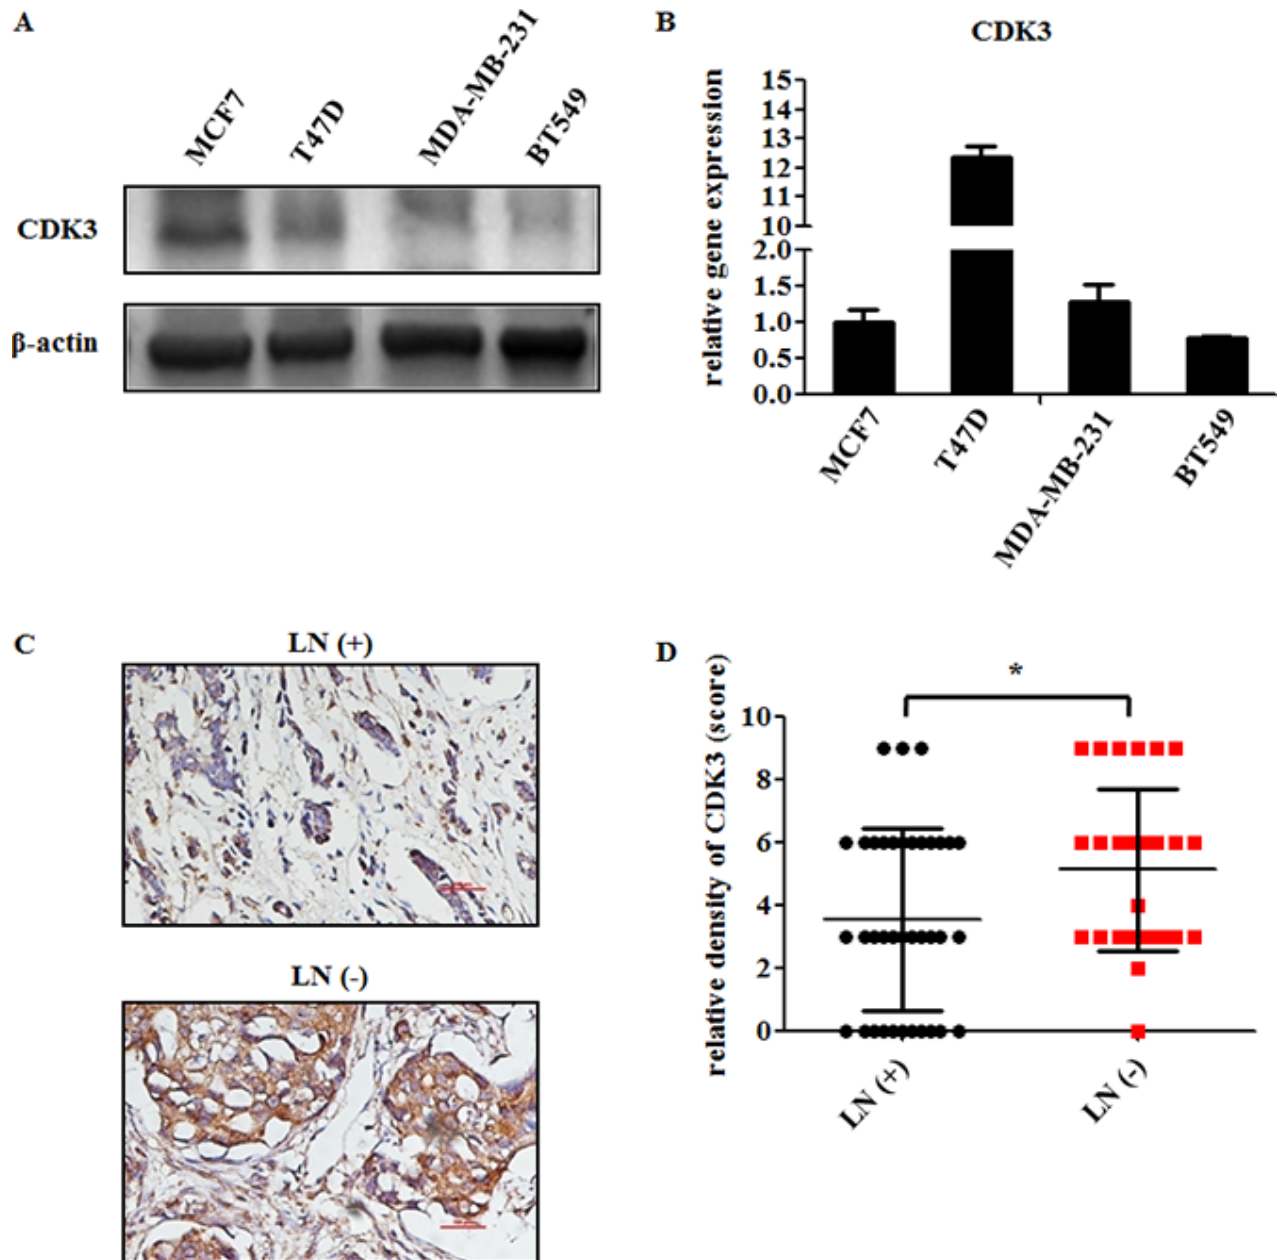 A
MCF7
T47D
MDA-MB-231
BT549
CDK3
β-actin
B
CDK3
relative gene expression
15
14
13
12
11
10
2.0
1.5
1.0
0.5
0.0
MCF7
T47D
MDA-MB-231
BT549
C
LN (+)
LN (-)
D
*
relative density of CDK3 (score)
10
8
6
4
2
0
LN (+)
LN (-)